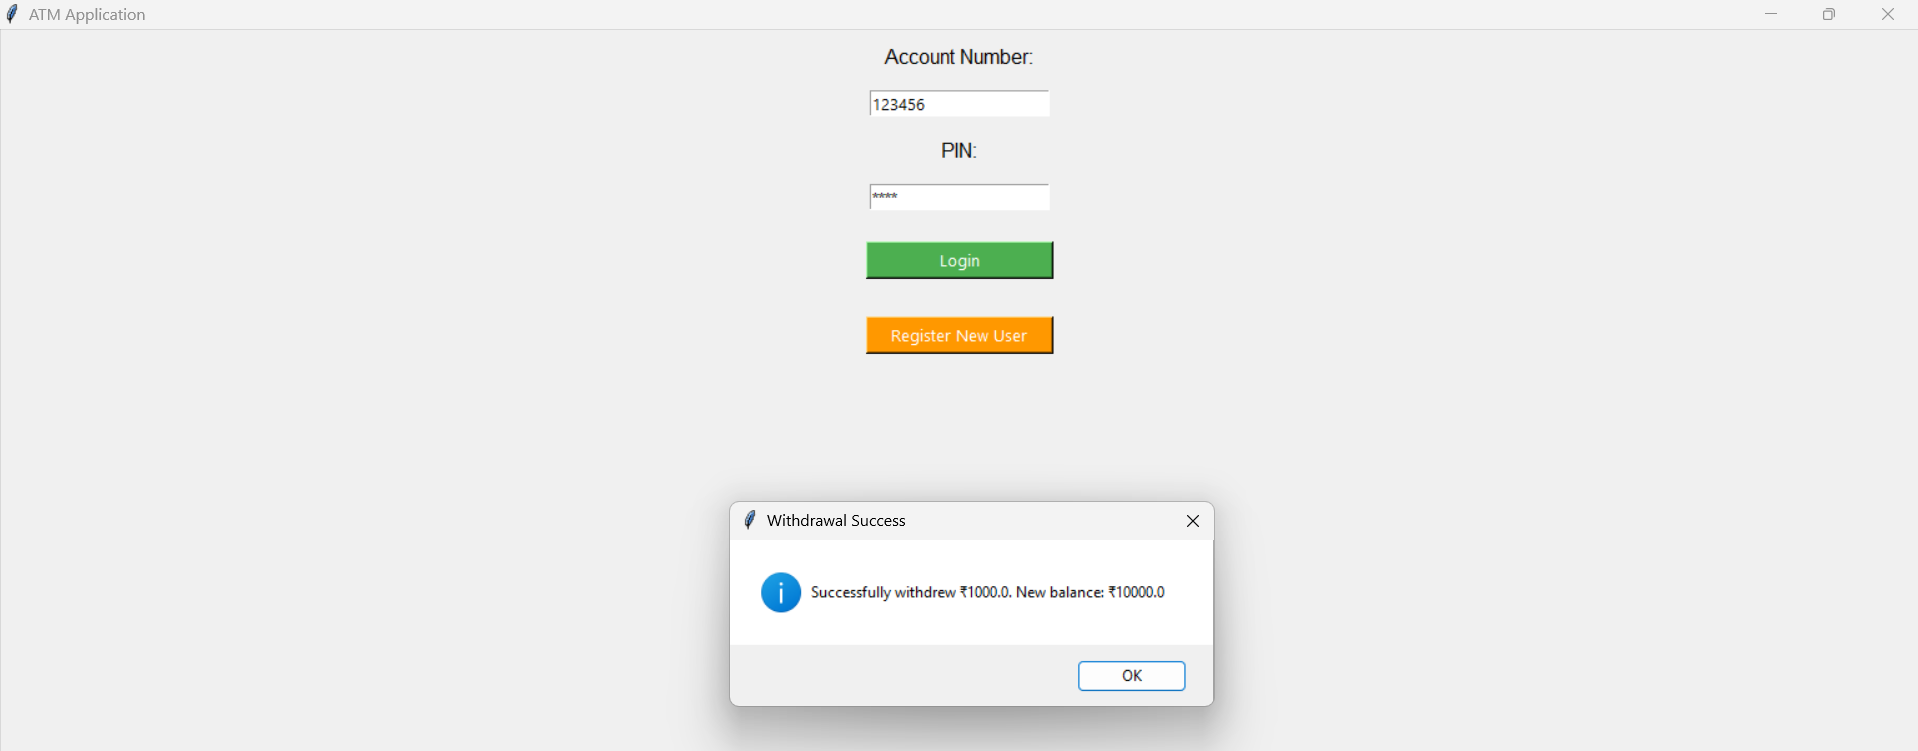 ATM Application
Account Number:
123456
PIN:
****
Login
Register New User
Withdrawal Success
Successfully withdrew ₹1000.0. New balance: ₹10000.0
OK